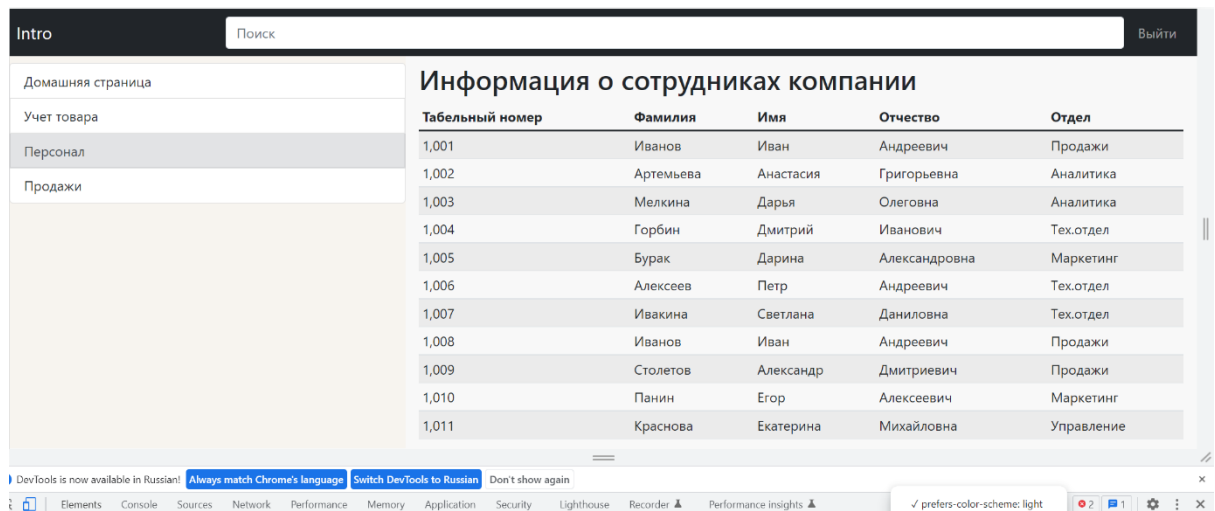 Intro Поиск Выйти
Домашняя страница
Учет товара
Персонал
Продажи
Информация о сотрудниках компании
Табельный номер Фамилия Имя Отчество Отдел
1,001 Иванов Иван Андреевич Продажи
1,002 Артемьева Анастасия Григорьевна Аналитика
1,003 Мелкина Дарья Олеговна Аналитика
1,004 Горбин Дмитрий Иванович Тех.отдел
1,005 Бурак Дарина Александровна Маркетинг
1,006 Алексеев Петр Андреевич Тех.отдел
1,007 Ивакина Светлана Даниловна Тех.отдел
1,008 Иванов Иван Андреевич Продажи
1,009 Столетов Александр Дмитриевич Продажи
1,010 Панин Егор Алексеевич Маркетинг
1,011 Краснова Екатерина Михайловна Управление
DevTools is now available in Russian! Always match Chrome's language Switch DevTools to Russian Don't show again
Elements Console Sources Network Performance Memory Application Security Lighthouse Recorder Performance insights ✓ prefers-color-scheme: light 2 1